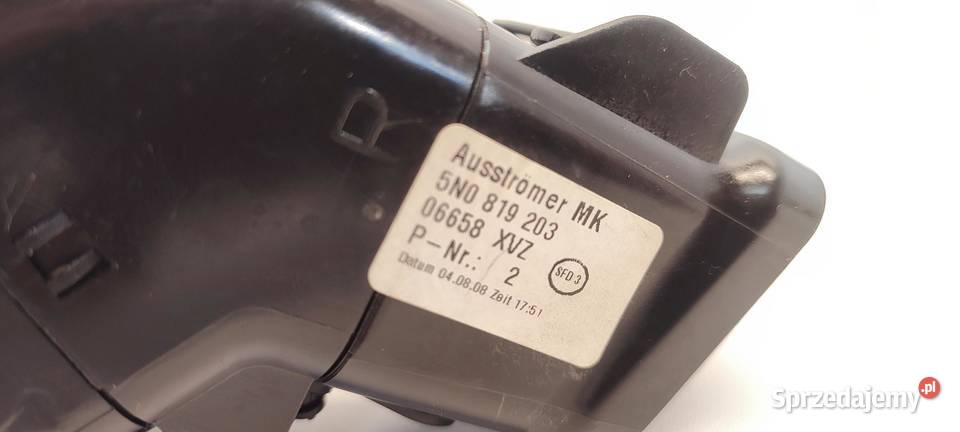 Ausströmer MK
5N0 819 203
06658 XVZ
P-Nr.: 2
SFD 3
Datum 04.08.08 Zeit 17:51
Sprzedajemy.pl